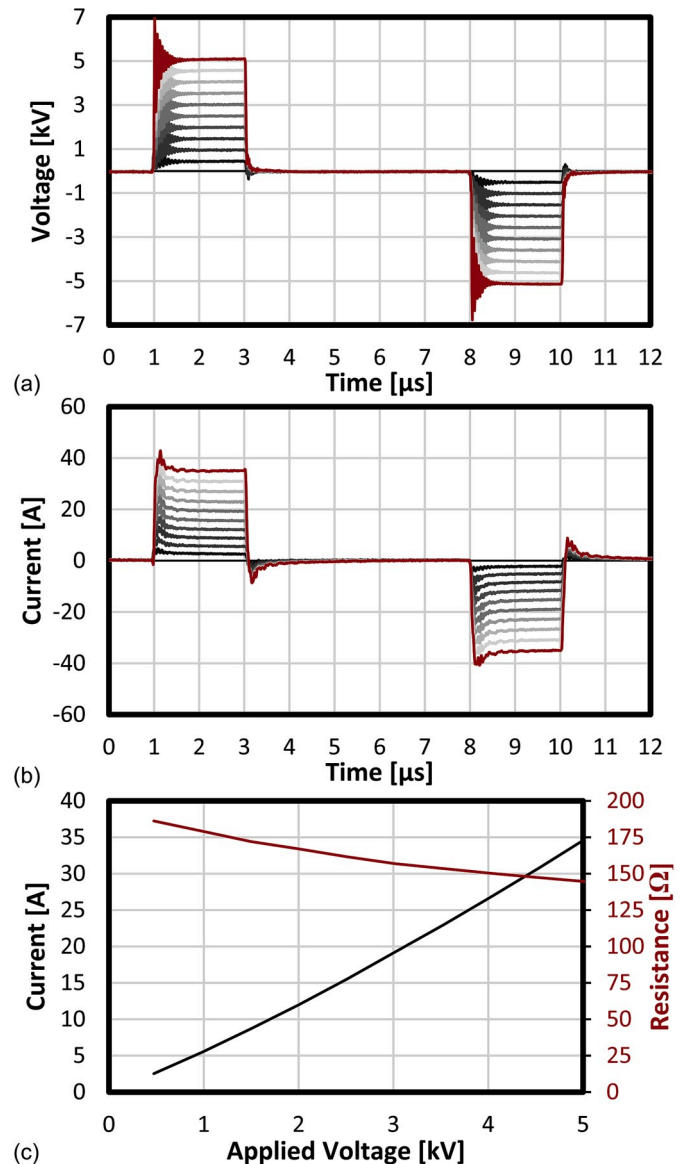 7
5
3
1
-1
-3
-5
-7
Voltage [kV]
0 1 2 3 4 5 6 7 8 9 10 11 12
(a) Time [µs]
60
40
20
0
-20
-40
-60
Current [A]
0 1 2 3 4 5 6 7 8 9 10 11 12
(b) Time [µs]
40 200
35 175
30 150
25 125
20 100
15 75
10 50
5 25
0 0
Current [A]
Resistance [Ω]
0 1 2 3 4 5
(c) Applied Voltage [kV]